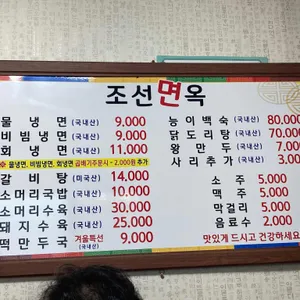 조선면옥
물냉면 (국내산) 9.000
비빔냉면 (국내산) 9.000
회냉면 (국내산) 11.000
※ 물냉면, 비빔냉면, 회냉면 곱빼기주문시 - 2.000원 추가
갈비탕 (미국산) 14.000
소머리국밥 (국내산) 10.000
소머리수육 (국내산) 30.000
돼지수육 (국내산) 25.000
떡만두국 겨울특선 (국내산) 9,000
능이백숙 (국내산) 80.000
닭도리탕 (국내산) 70.000
왕만두 (국내산) 7.000
사리추가 (국내산) 3.000
소주 5.000
맥주 5.000
막걸리 5.000
음료수 2.000
맛있게 드시고 건강하세요